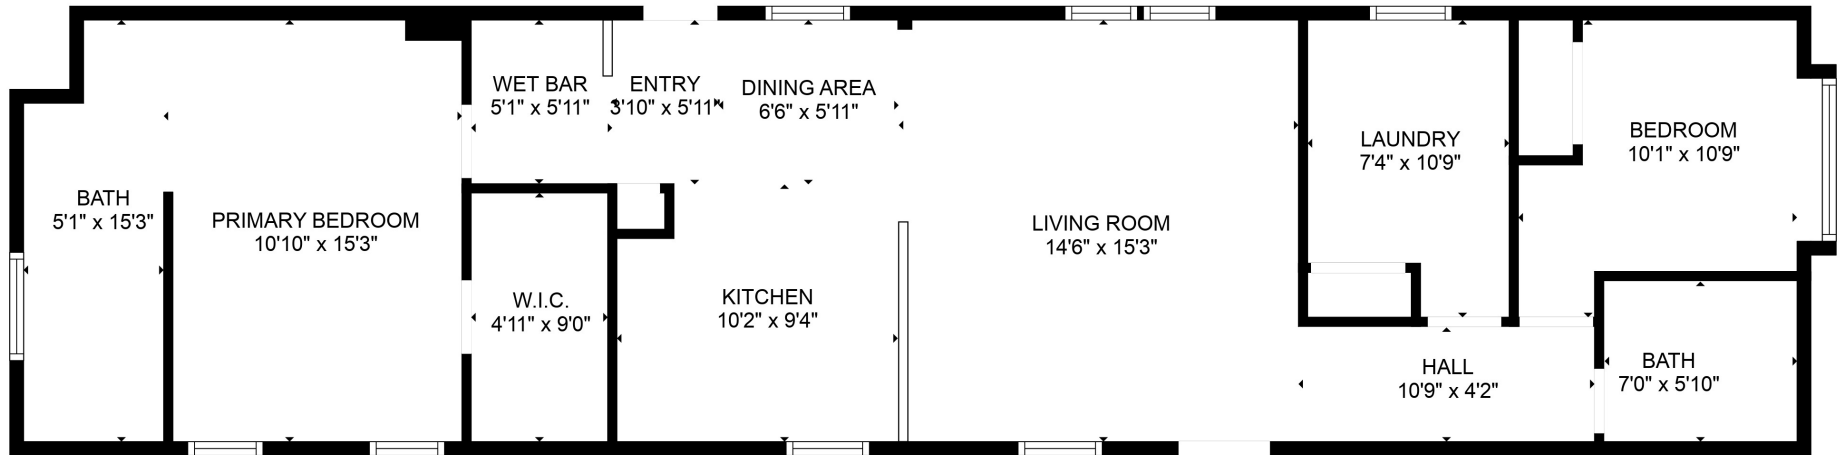 WET BAR
5'1" x 5'11"
ENTRY
3'10" x 5'11"
DINING AREA
6'6" x 5'11"
LAUNDRY
7'4" x 10'9"
BEDROOM
10'1" x 10'9"
BATH
5'1" x 15'3"
PRIMARY BEDROOM
10'10" x 15'3"
LIVING ROOM
14'6" x 15'3"
W.I.C.
4'11" x 9'0"
KITCHEN
10'2" x 9'4"
HALL
10'9" x 4'2"
BATH
7'0" x 5'10"